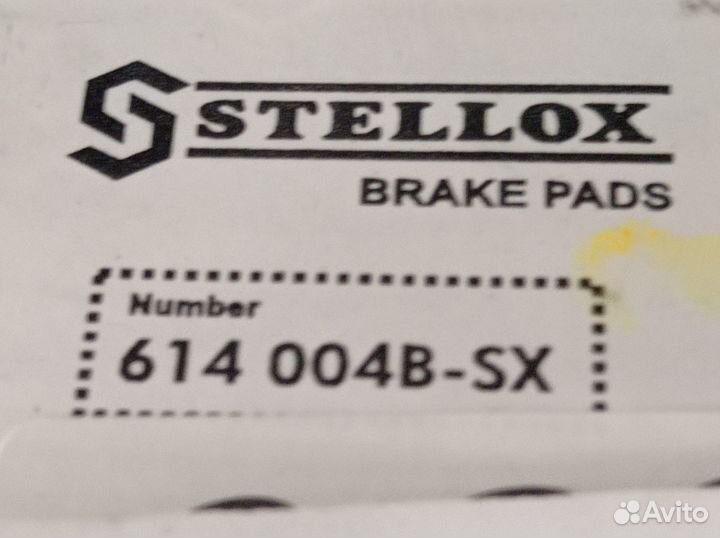 STELLOX
BRAKE PADS
Number
614 004B-SX
Avito